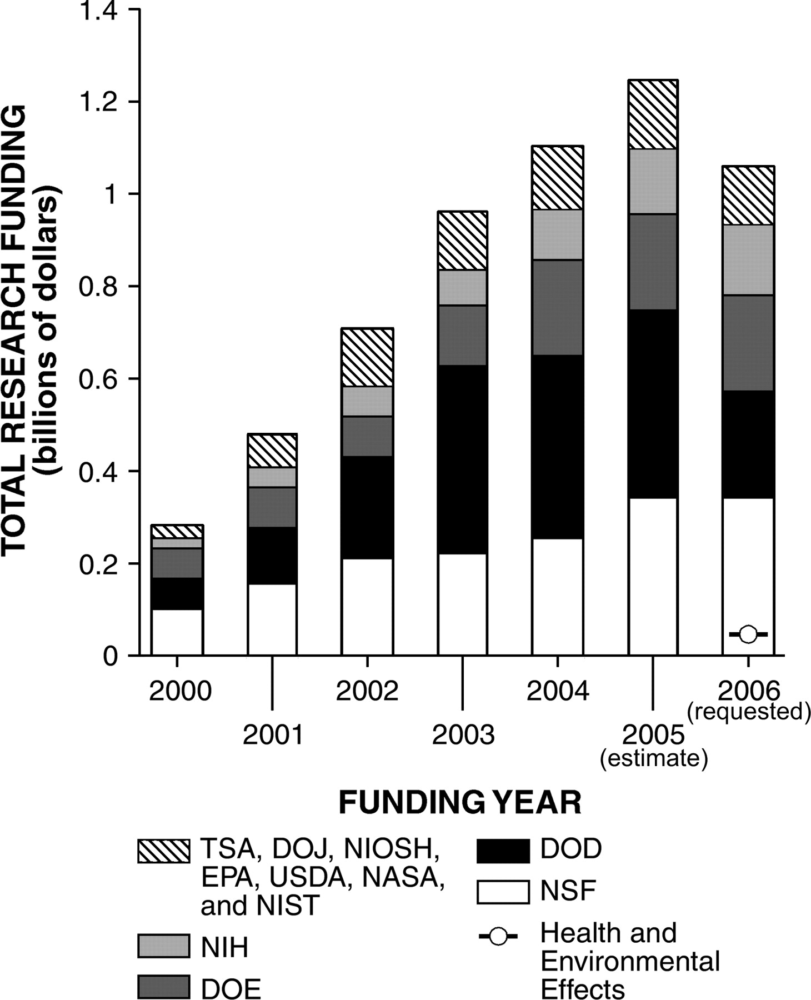 TOTAL RESEARCH FUNDING
(billions of dollars)
1.4
1.2
1
0.8
0.6
0.4
0.2
0
2000
2001
2002
2003
2004
2005
(estimate)
2006
(requested)
FUNDING YEAR
TSA, DOJ, NIOSH,
EPA, USDA, NASA,
and NIST
NIH
DOE
DOD
NSF
Health and
Environmental
Effects